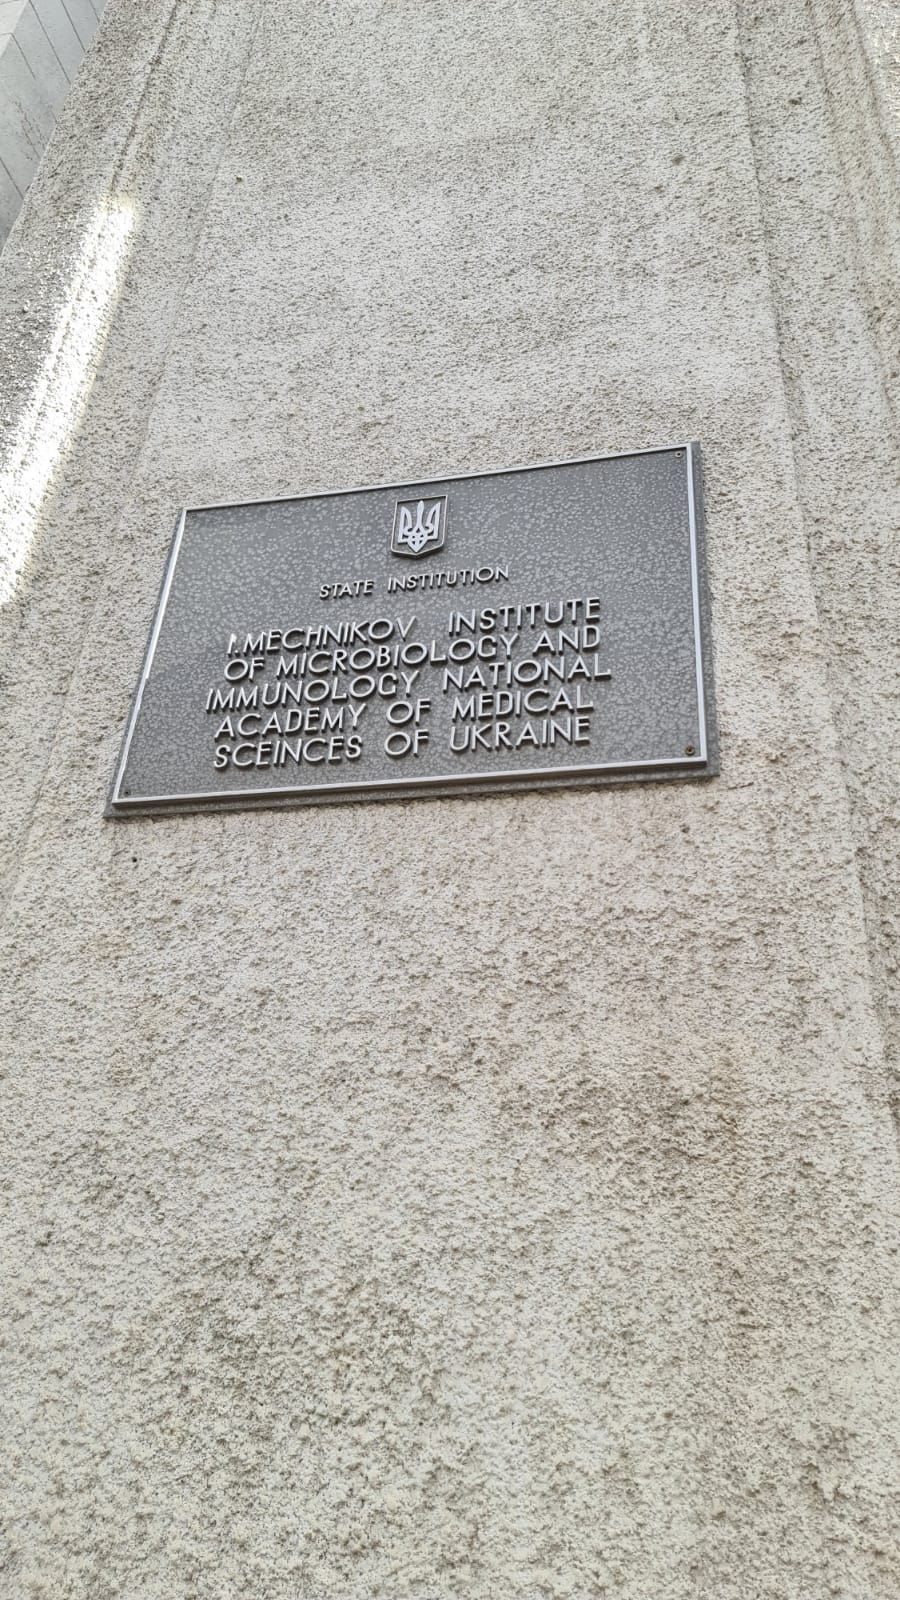 STATE INSTITUTION
I.MECHNIKOV INSTITUTE
OF MICROBIOLOGY AND
IMMUNOLOGY NATIONAL
ACADEMY OF MEDICAL
SCEINCES OF UKRAINE